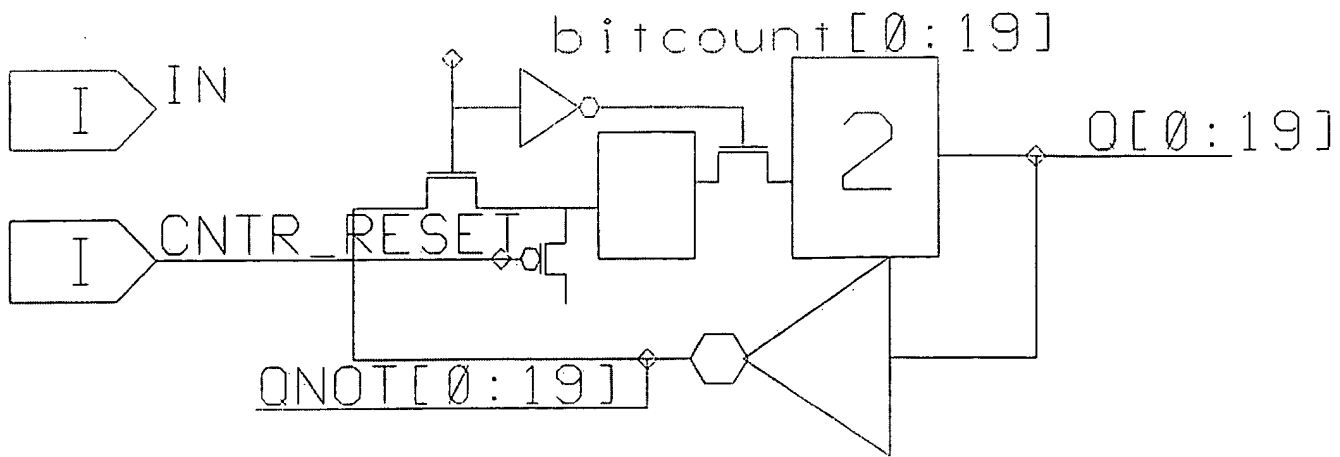 bitcount[0:19]
I IN
2
Q[0:19]
I CNTR_RESET
QNOT[0:19]